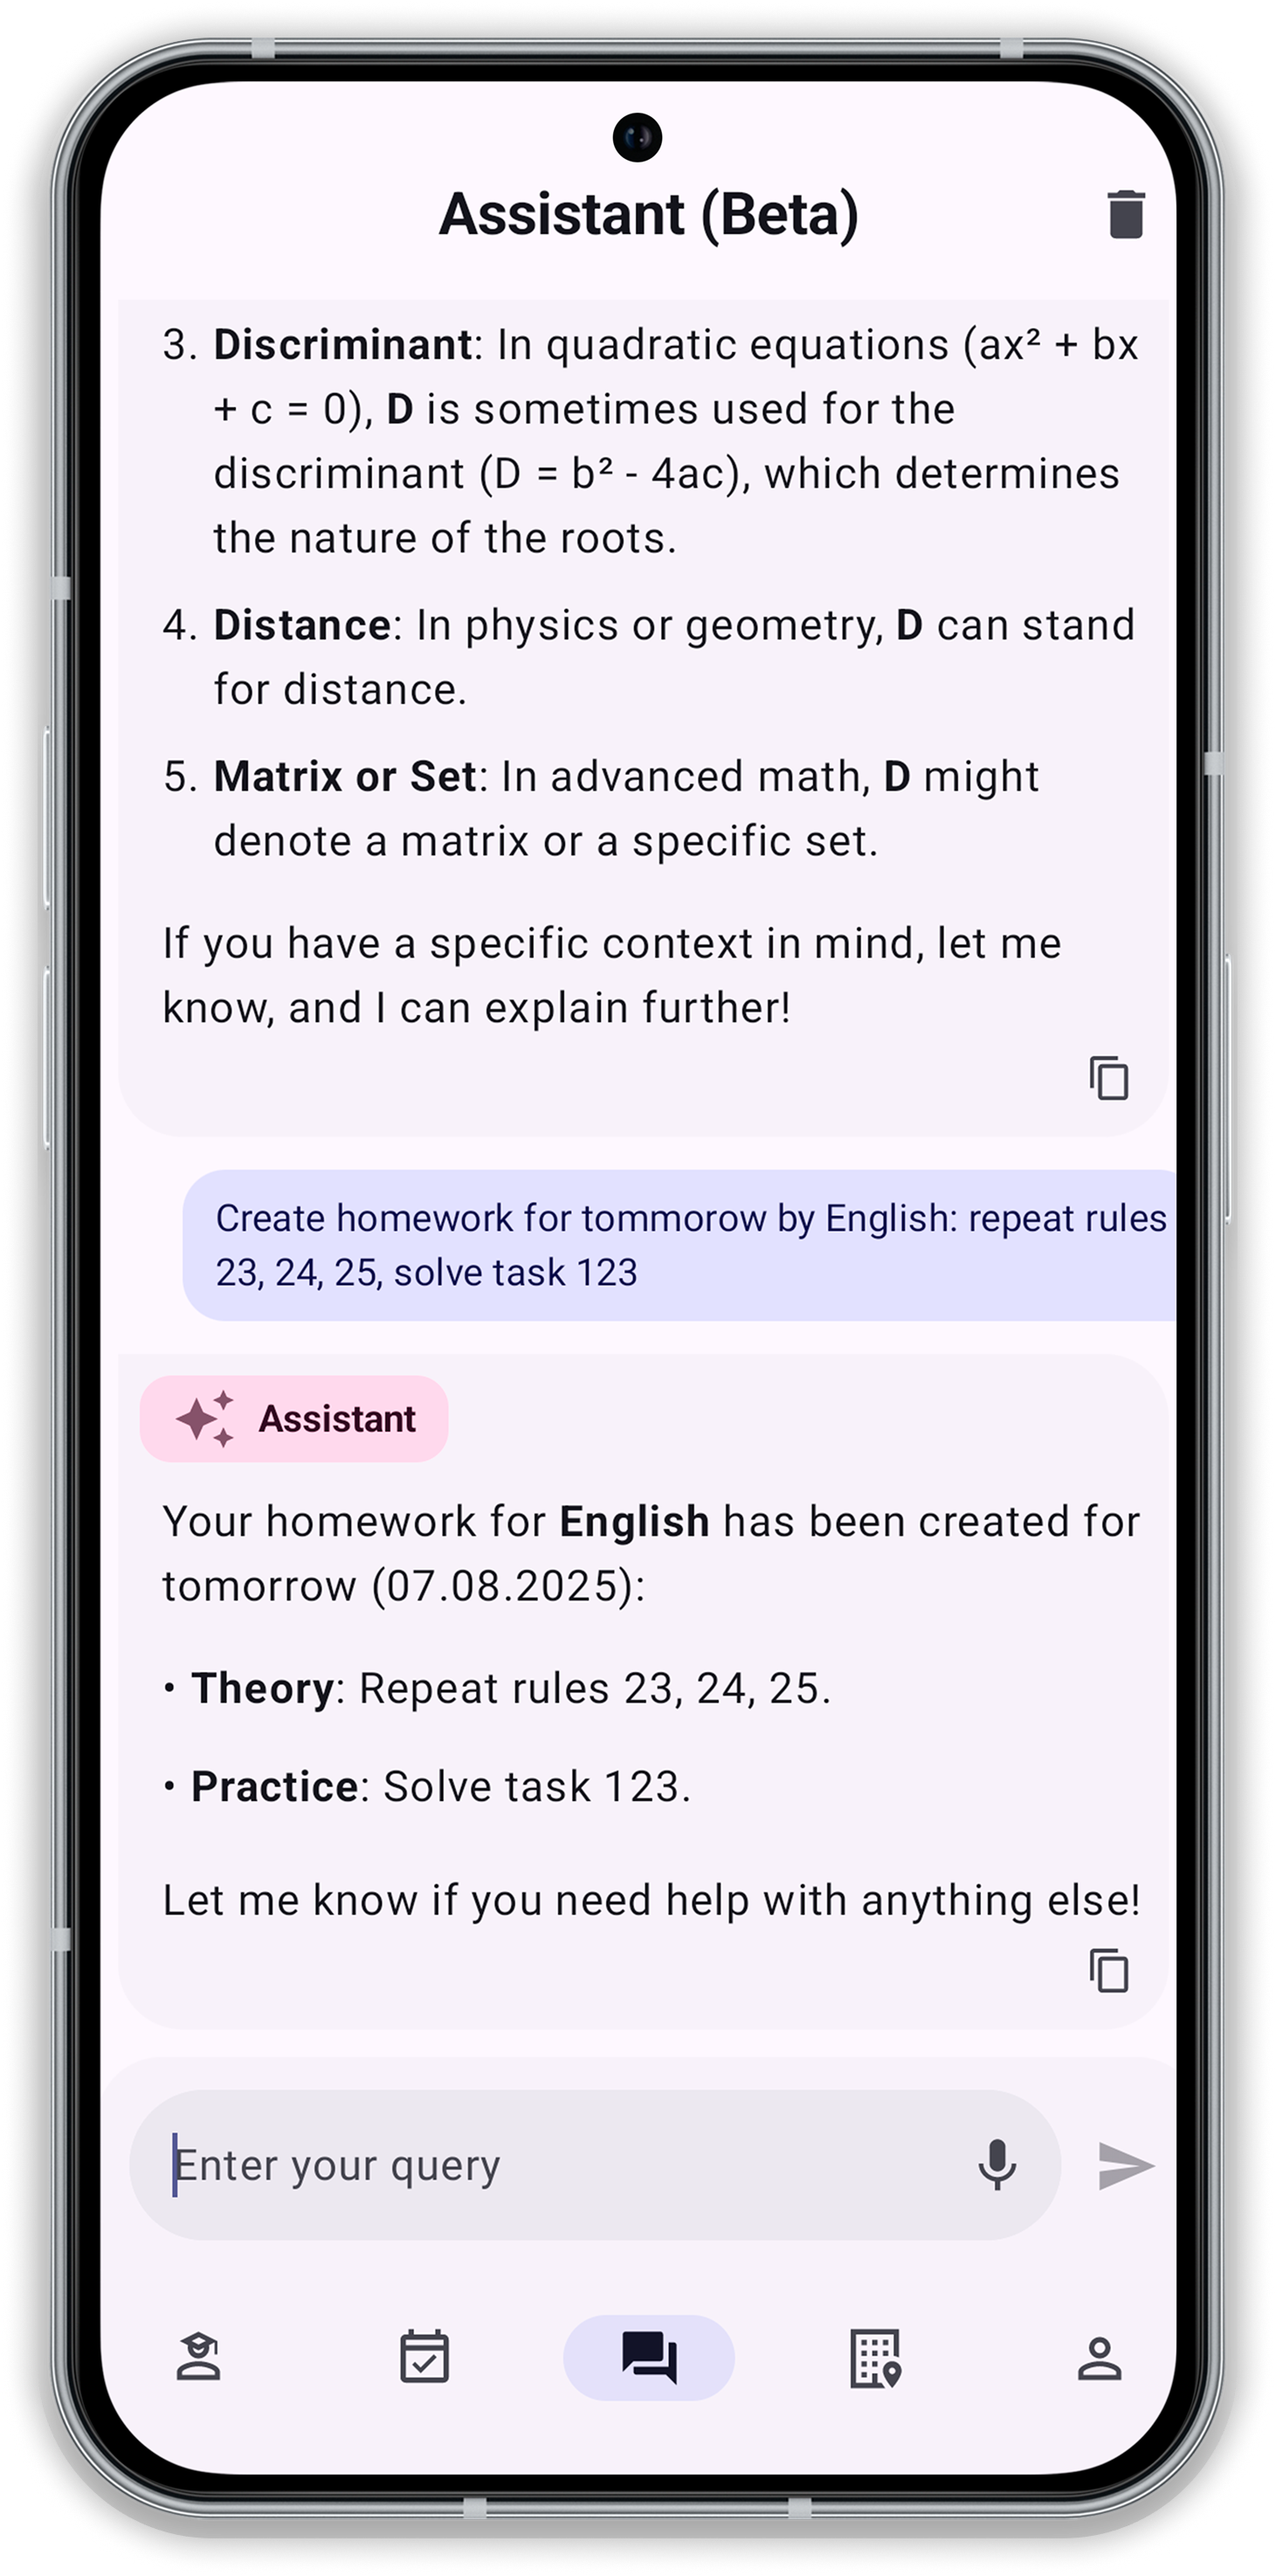 Assistant (Beta)
3. Discriminant: In quadratic equations (ax² + bx
+ c = 0), D is sometimes used for the
discriminant (D = b² - 4ac), which determines
the nature of the roots.
4. Distance: In physics or geometry, D can stand
for distance.
5. Matrix or Set: In advanced math, D might
denote a matrix or a specific set.
If you have a specific context in mind, let me
know, and I can explain further!
Create homework for tommorow by English: repeat rules
23, 24, 25, solve task 123
Assistant
Your homework for English has been created for
tomorrow (07.08.2025):
• Theory: Repeat rules 23, 24, 25.
• Practice: Solve task 123.
Let me know if you need help with anything else!
Enter your query